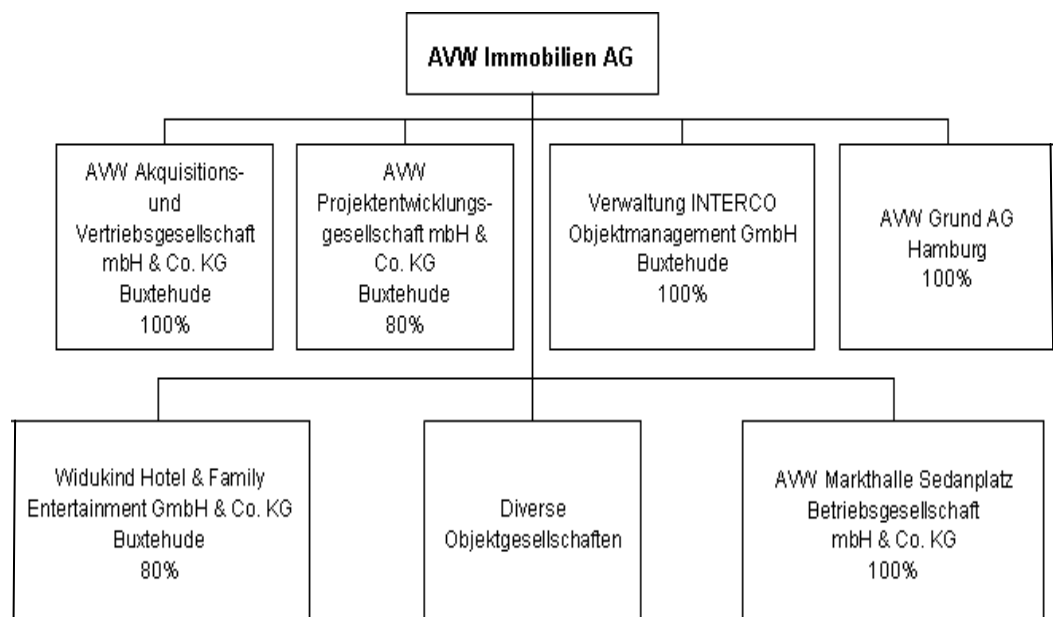 AVW Immobilien AG
AVW Akquisitions-
und
Vertriebsgesellschaft
mbH & Co. KG
Buxtehude
100%
AVW
Projektentwicklungs-
gesellschaft mbH &
Co. KG
Buxtehude
80%
Verwaltung INTERCO
Objektmanagement GmbH
Buxtehude
100%
AVW Grund AG
Hamburg
100%
Widukind Hotel & Family
Entertainment GmbH & Co. KG
Buxtehude
80%
Diverse
Objektgesellschaften
AVW Markthalle Sedanplatz
Betriebsgesellschaft
mbH & Co. KG
100%